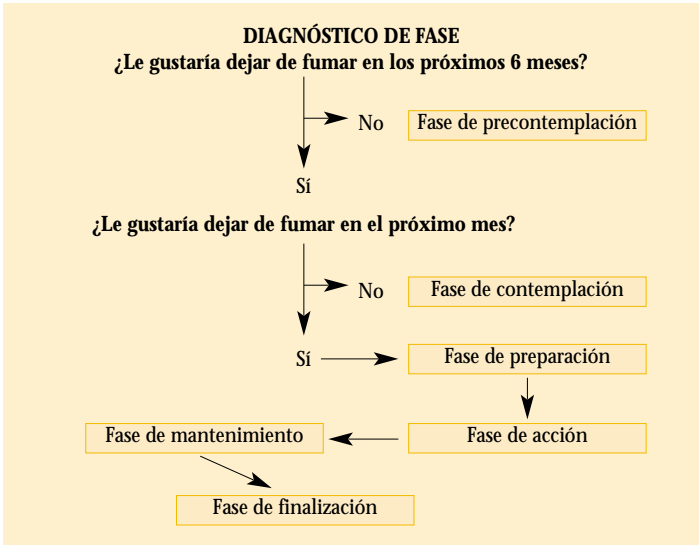 DIAGNÓSTICO DE FASE
¿Le gustaría dejar de fumar en los próximos 6 meses?
No
Fase de precontemplación
Sí
¿Le gustaría dejar de fumar en el próximo mes?
No
Fase de contemplación
Sí
Fase de preparación
Fase de mantenimiento
Fase de acción
Fase de finalización